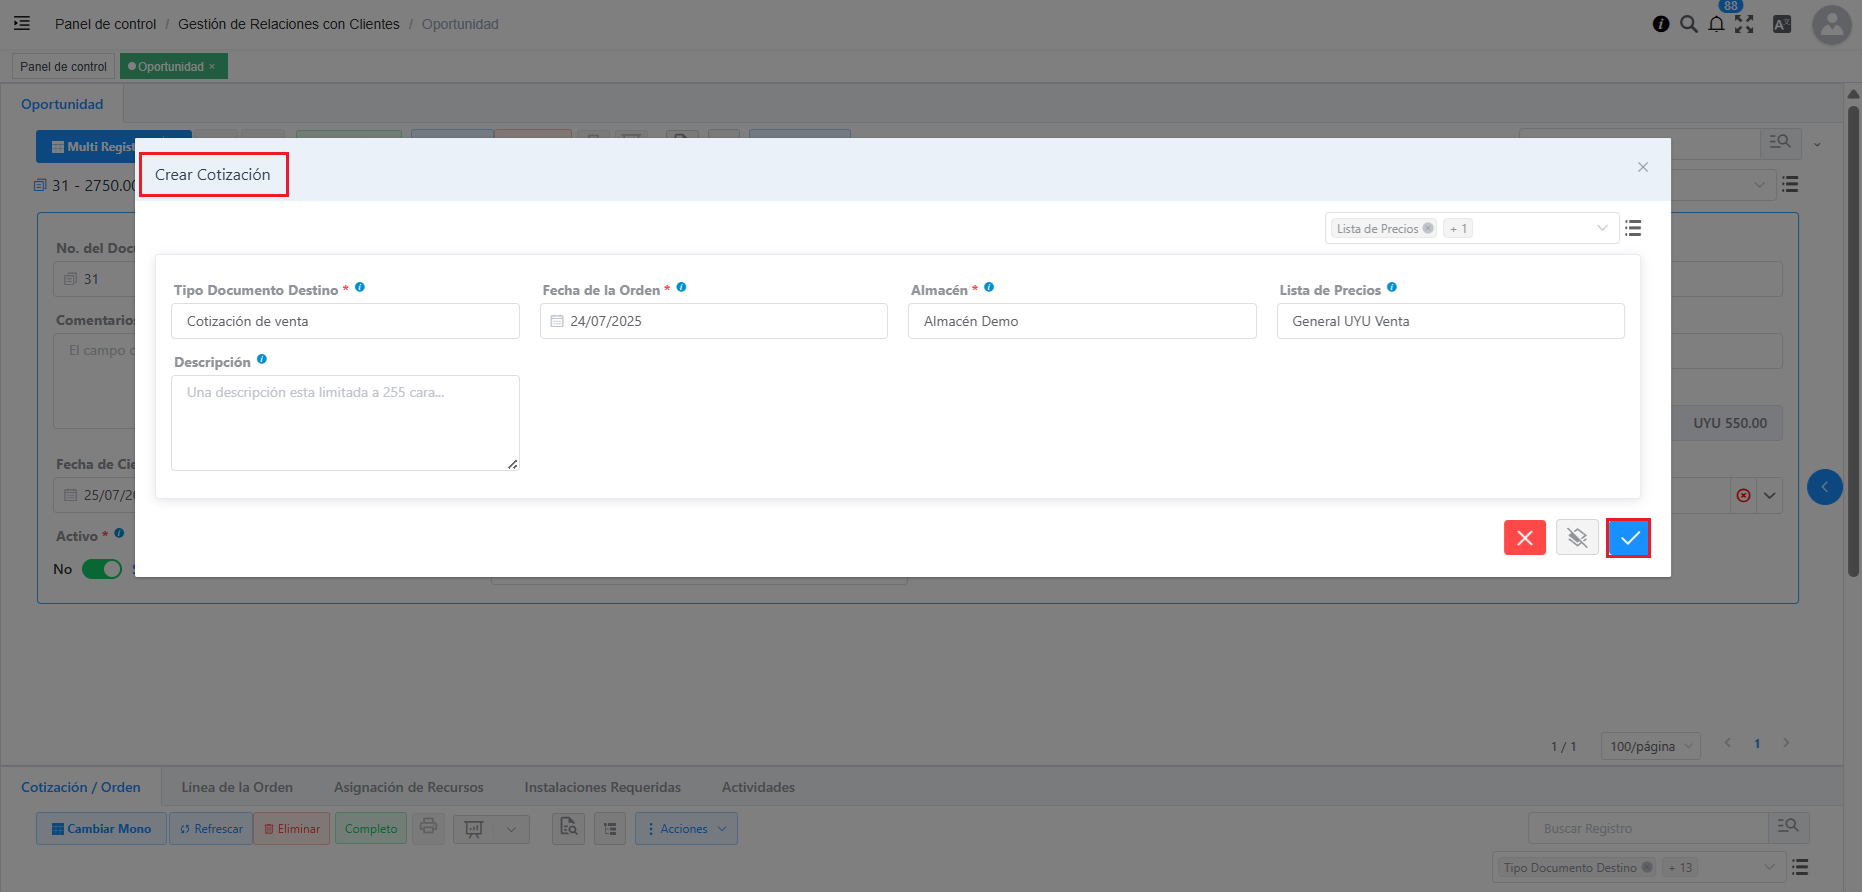 Panel de control / Gestión de Relaciones con Clientes / Oportunidad
88
Panel de control
Oportunidad ×
Oportunidad
Multi Regist
31 - 2750.00
Crear Cotización
Lista de Precios
+ 1
No. del Doc
31
Tipo Documento Destino *
Fecha de la Orden *
Almacén *
Lista de Precios
Cotización de venta
24/07/2025
Almacén Demo
General UYU Venta
Comentario
El campo
Descripción
Una descripción esta limitada a 255 cara...
UYU 550.00
Fecha de Cie
25/07/20
Activo *
No
1 / 1
100/página
1
Cotización / Orden
Línea de la Orden
Asignación de Recursos
Instalaciones Requeridas
Actividades
Cambiar Mono
Refrescar
Eliminar
Completo
Acciones
Buscar Registro
Tipo Documento Destino
+ 13